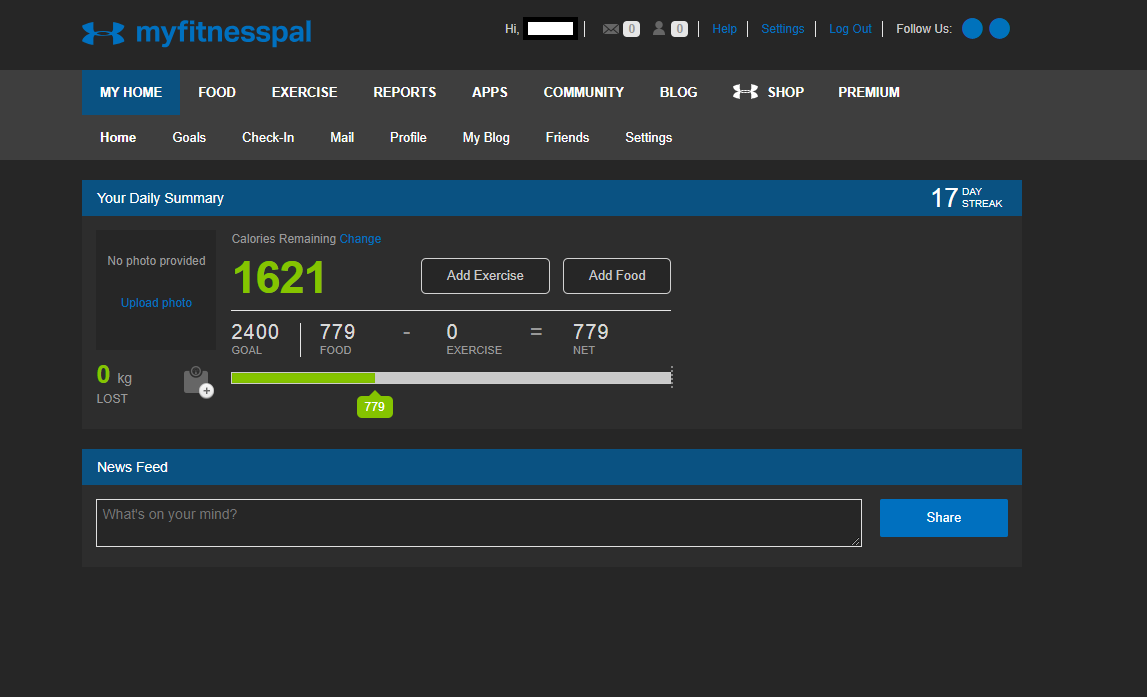 myfitnesspal
Hi, 0 0 Help Settings Log Out Follow Us:
MY HOME FOOD EXERCISE REPORTS APPS COMMUNITY BLOG SHOP PREMIUM
Home Goals Check-In Mail Profile My Blog Friends Settings
Your Daily Summary 17 DAY STREAK
No photo provided
Upload photo
0 kg
LOST
Calories Remaining Change
1621 Add Exercise Add Food
2400 779 - 0 = 779
GOAL FOOD EXERCISE NET
779
News Feed
What's on your mind?
Share